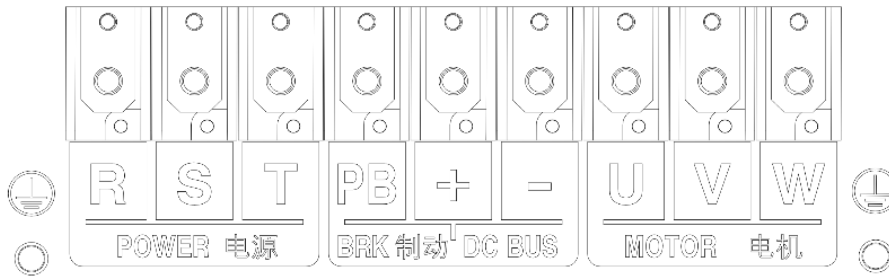 R S T PB + - U V W
POWER 电源 BRK 制动 DC BUS MOTOR 电机